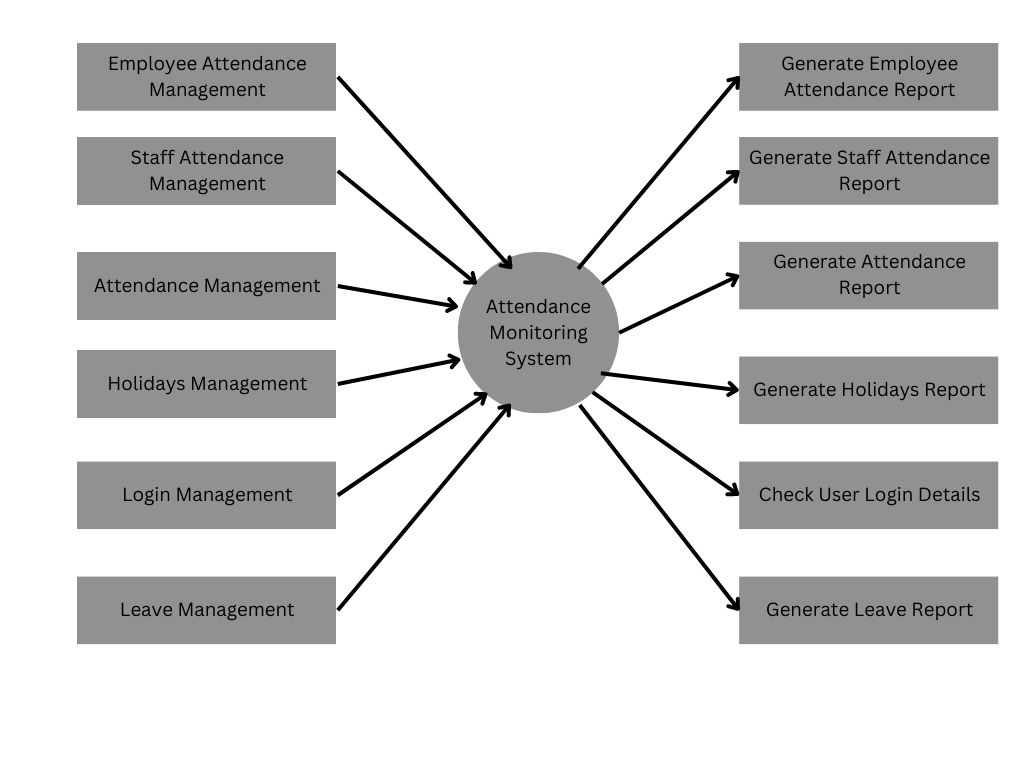 Employee Attendance
Management
Staff Attendance
Management
Attendance Management
Holidays Management
Login Management
Leave Management
Attendance
Monitoring
System
Generate Employee
Attendance Report
Generate Staff Attendance
Report
Generate Attendance
Report
Generate Holidays Report
Check User Login Details
Generate Leave Report